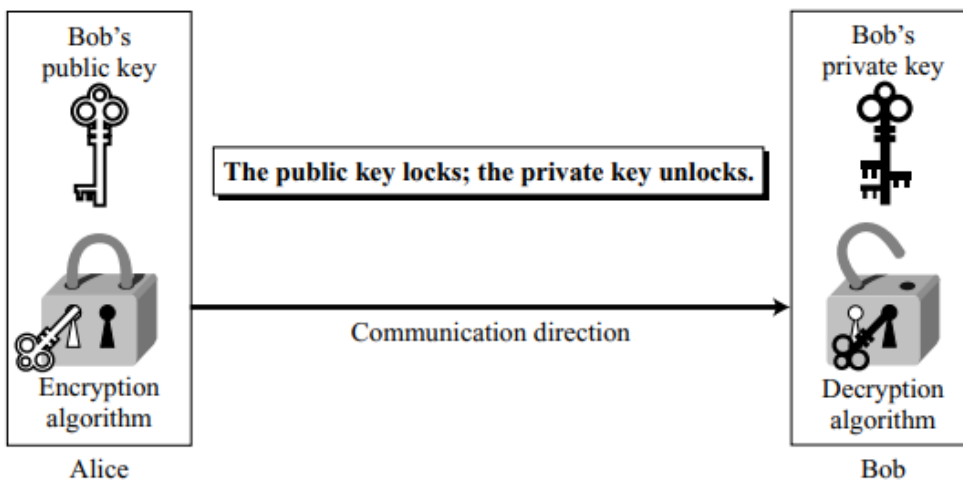 Bob's
public key
Bob's
private key
The public key locks; the private key unlocks.
Communication direction
Encryption
algorithm
Decryption
algorithm
Alice
Bob